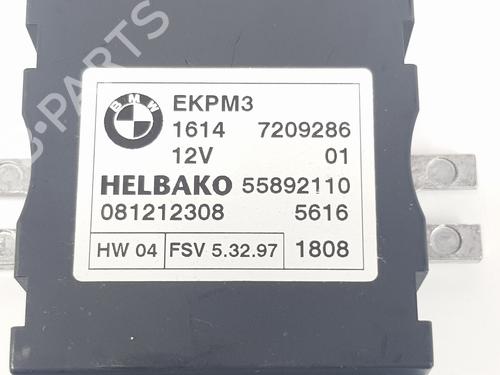 B-PARTS
BMW
EKPM3
1614 7209286
12V 01
HELBAKO 55892110
081212308 5616
HW 04 FSV 5.32.97 1808